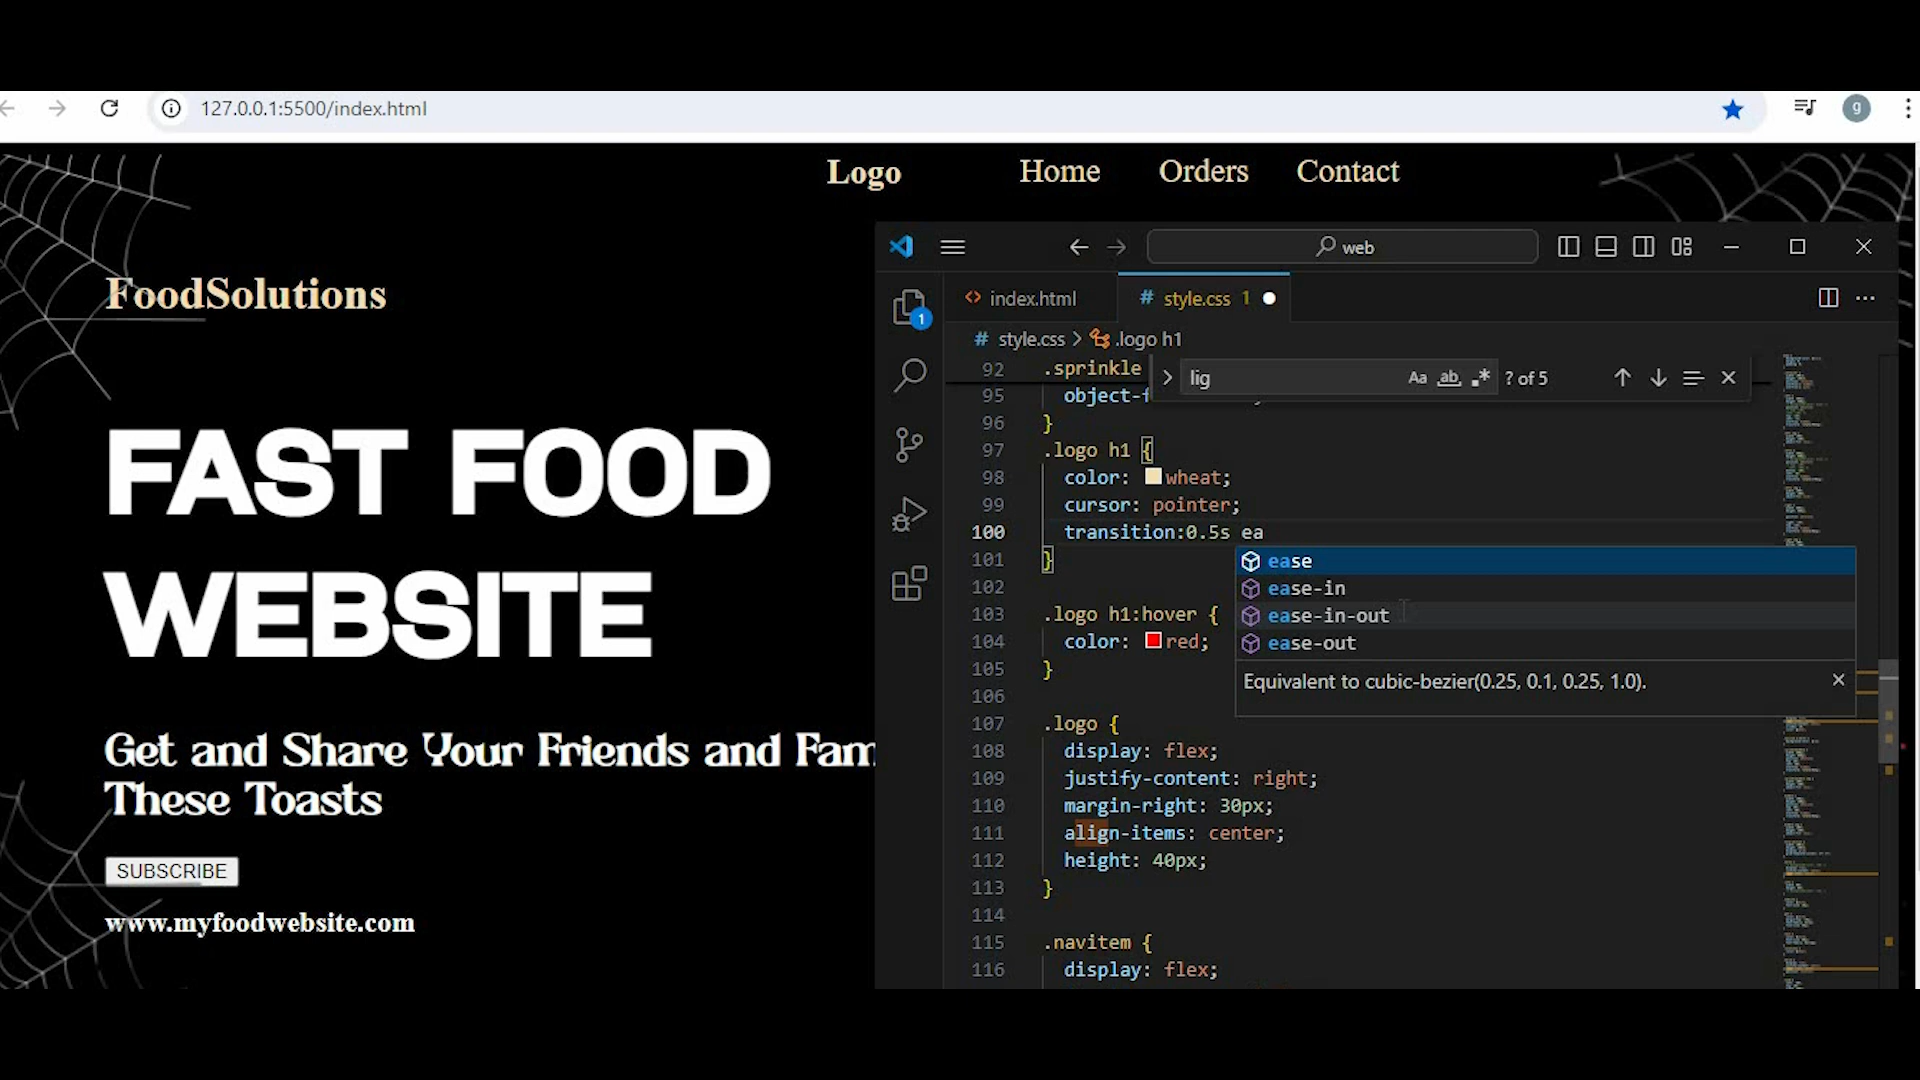 127.0.0.1:5500/index.html
g
Logo
Home Orders Contact
FoodSolutions
FAST FOOD
WEBSITE
Get and Share Your Friends and Fam
These Toasts
SUBSCRIBE
www.myfoodwebsite.com
web
index.html
# style.css 1
1
# style.css > .logo h1
lig
Aa ab .* ? of 5
92 .sprinkle
95 object-f
96 }
97 .logo h1 {
98 color: wheat;
99 cursor: pointer;
100 transition:0.5s ea
101 }
102
103 .logo h1:hover {
104 color: red;
105 }
106
107 .logo {
108 display: flex;
109 justify-content: right;
110 margin-right: 30px;
111 align-items: center;
112 height: 40px;
113 }
114
115 .navitem {
116 display: flex;
ease
ease-in
ease-in-out
ease-out
Equivalent to cubic-bezier(0.25, 0.1, 0.25, 1.0).